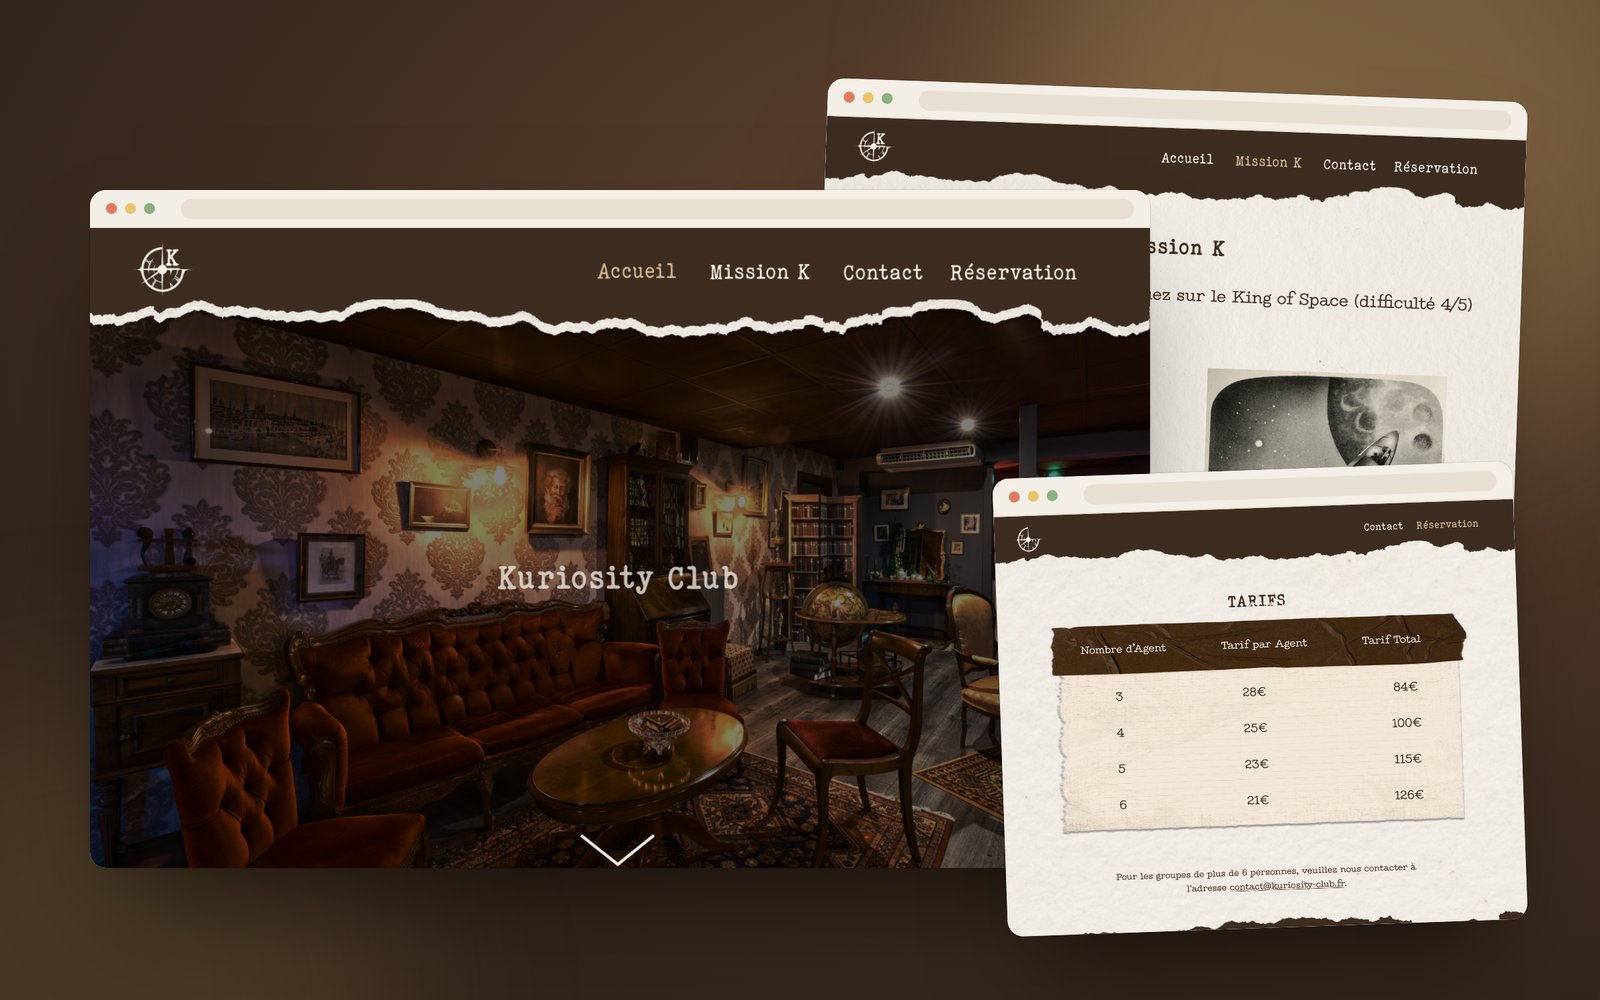 K
Accueil Mission K Contact Réservation
Kuriosity Club
K
Accueil Mission K Contact Réservation
ssion K
ez sur le King of Space (difficulté 4/5)
Contact Réservation
TARIFS
Nombre d'Agent Tarif par Agent Tarif Total
3 28€ 84€
4 25€ 100€
5 23€ 115€
6 21€ 126€
Pour les groupes de plus de 6 personnes, veuillez nous contacter à
l'adresse contact@kuriosity-club.fr.